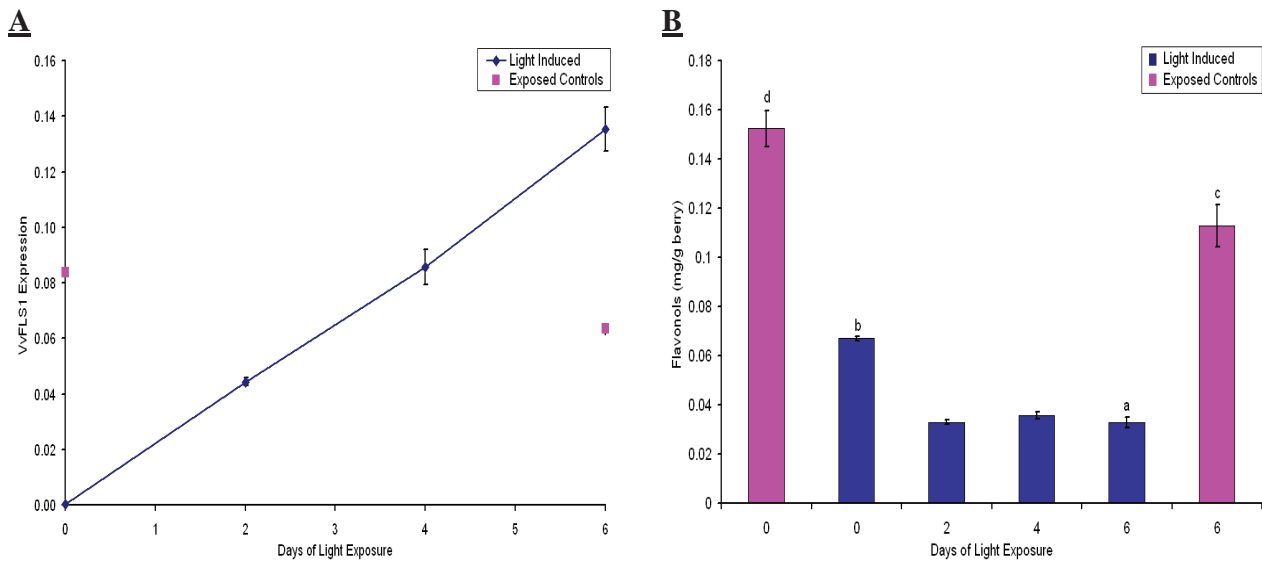 A
0.16
0.14
0.12
0.10
0.08
0.06
0.04
0.02
0.00
VvFLS1 Expression
Light Induced
Exposed Controls
0 1 2 3 4 5 6
Days of Light Exposure
B
0.18
0.16
0.14
0.12
0.1
0.08
0.06
0.04
0.02
0
Flavonols (mg/g berry)
Light Induced
Exposed Controls
d
b
a
c
0 0 2 4 6 6
Days of Light Exposure